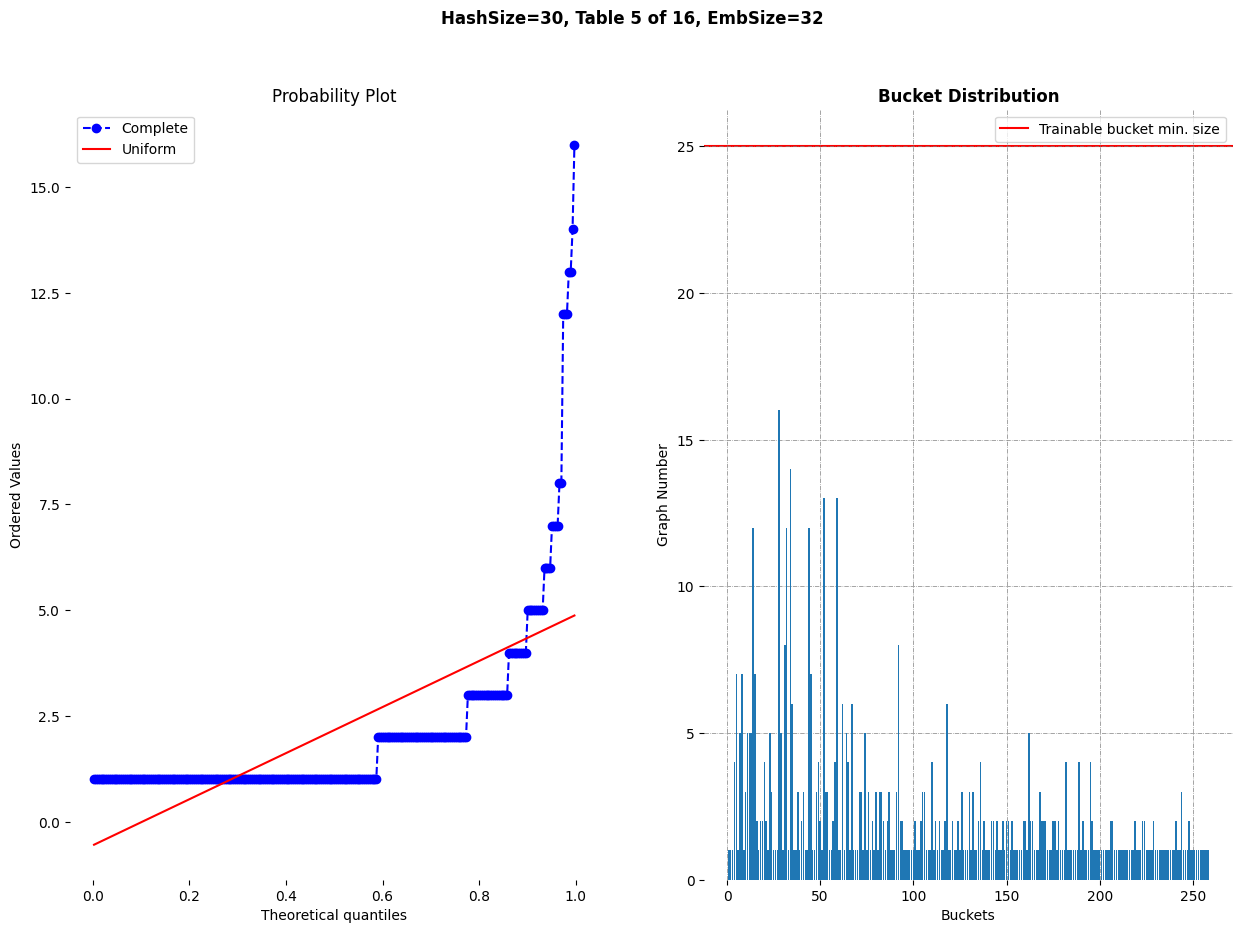 HashSize=30, Table 5 of 16, EmbSize=32
Probability Plot
Complete
Uniform
15.0
12.5
10.0
7.5
5.0
2.5
0.0
Ordered Values
0.0 0.2 0.4 0.6 0.8 1.0
Theoretical quantiles
Bucket Distribution
Trainable bucket min. size
25
20
15
10
5
0
Graph Number
0 50 100 150 200 250
Buckets